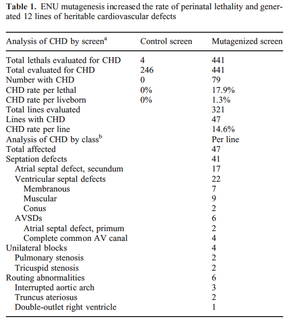 Table 1. ENU mutagenesis increased the rate of perinatal lethality and gener-
ated 12 lines of heritable cardiovascular defects
Analysis of CHD by screenᵃ Control screen Mutagenized screen
Total lethals evaluated for CHD 4 441
Total evaluated for CHD 246 441
Number with CHD 0 79
CHD rate per lethal 0% 17.9%
CHD rate per liveborn 0% 1.3%
Total lines evaluated 321
Lines with CHD 47
CHD rate per line 14.6%
Analysis of CHD by classᵇ Per line
Total affected 47
Septation defects 41
Atrial septal defect, secundum 17
Ventricular septal defects 22
Membranous 7
Muscular 9
Conus 2
AVSDs 6
Atrial septal defect, primum 2
Complete common AV canal 4
Unilateral blocks 4
Pulmonary stenosis 2
Tricuspid stenosis 2
Routing abnormalities 6
Interrupted aortic arch 3
Truncus ateriosus 2
Double-outlet right ventricle 1